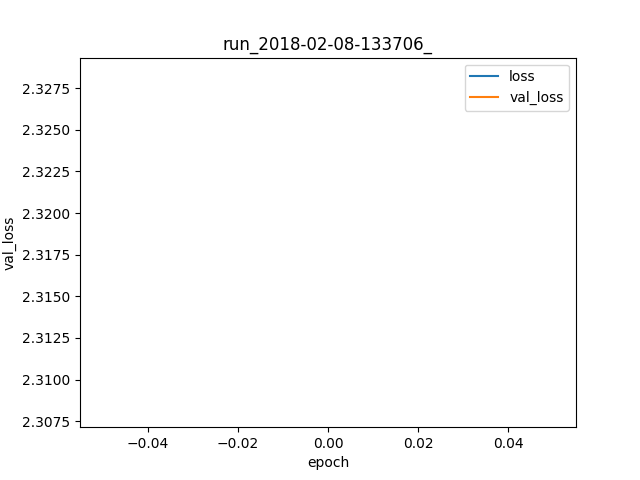 run_2018-02-08-133706_
loss
val_loss
2.3275
2.3250
2.3225
2.3200
2.3175
2.3150
2.3125
2.3100
2.3075
val_loss
−0.04 −0.02 0.00 0.02 0.04
epoch